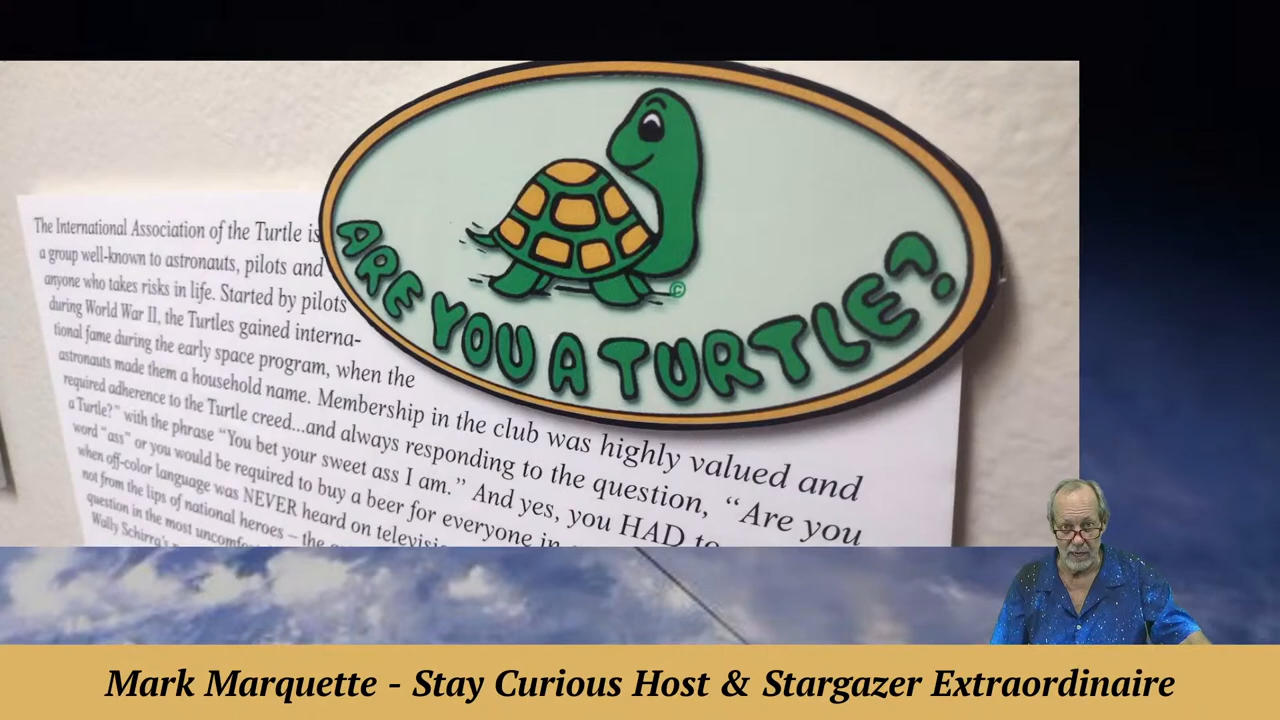 ARE YOU A TURTLE?
©
The International Association of the Turtle is
a group well-known to astronauts, pilots and
anyone who takes risks in life. Started by pilots
during World War II, the Turtles gained interna-
tional fame during the early space program, when the
astronauts made them a household name. Membership in the club was highly valued and
required adherence to the Turtle creed...and always responding to the question, “Are you
a Turtle?” with the phrase “You bet your sweet ass I am.” And yes, you HAD to
word “ass” or you would be required to buy a beer for everyone in
when off-color language was NEVER heard on
not from the lips of national heroes – the
question in the most
Wally Schirra's
Mark Marquette - Stay Curious Host & Stargazer Extraordinaire